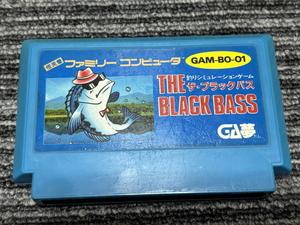 ファミリー コンピュータ
GAM-BO-01
釣りシミュレーションゲーム
ザ・ブラックバス
THE
BLACK BASS
GA夢